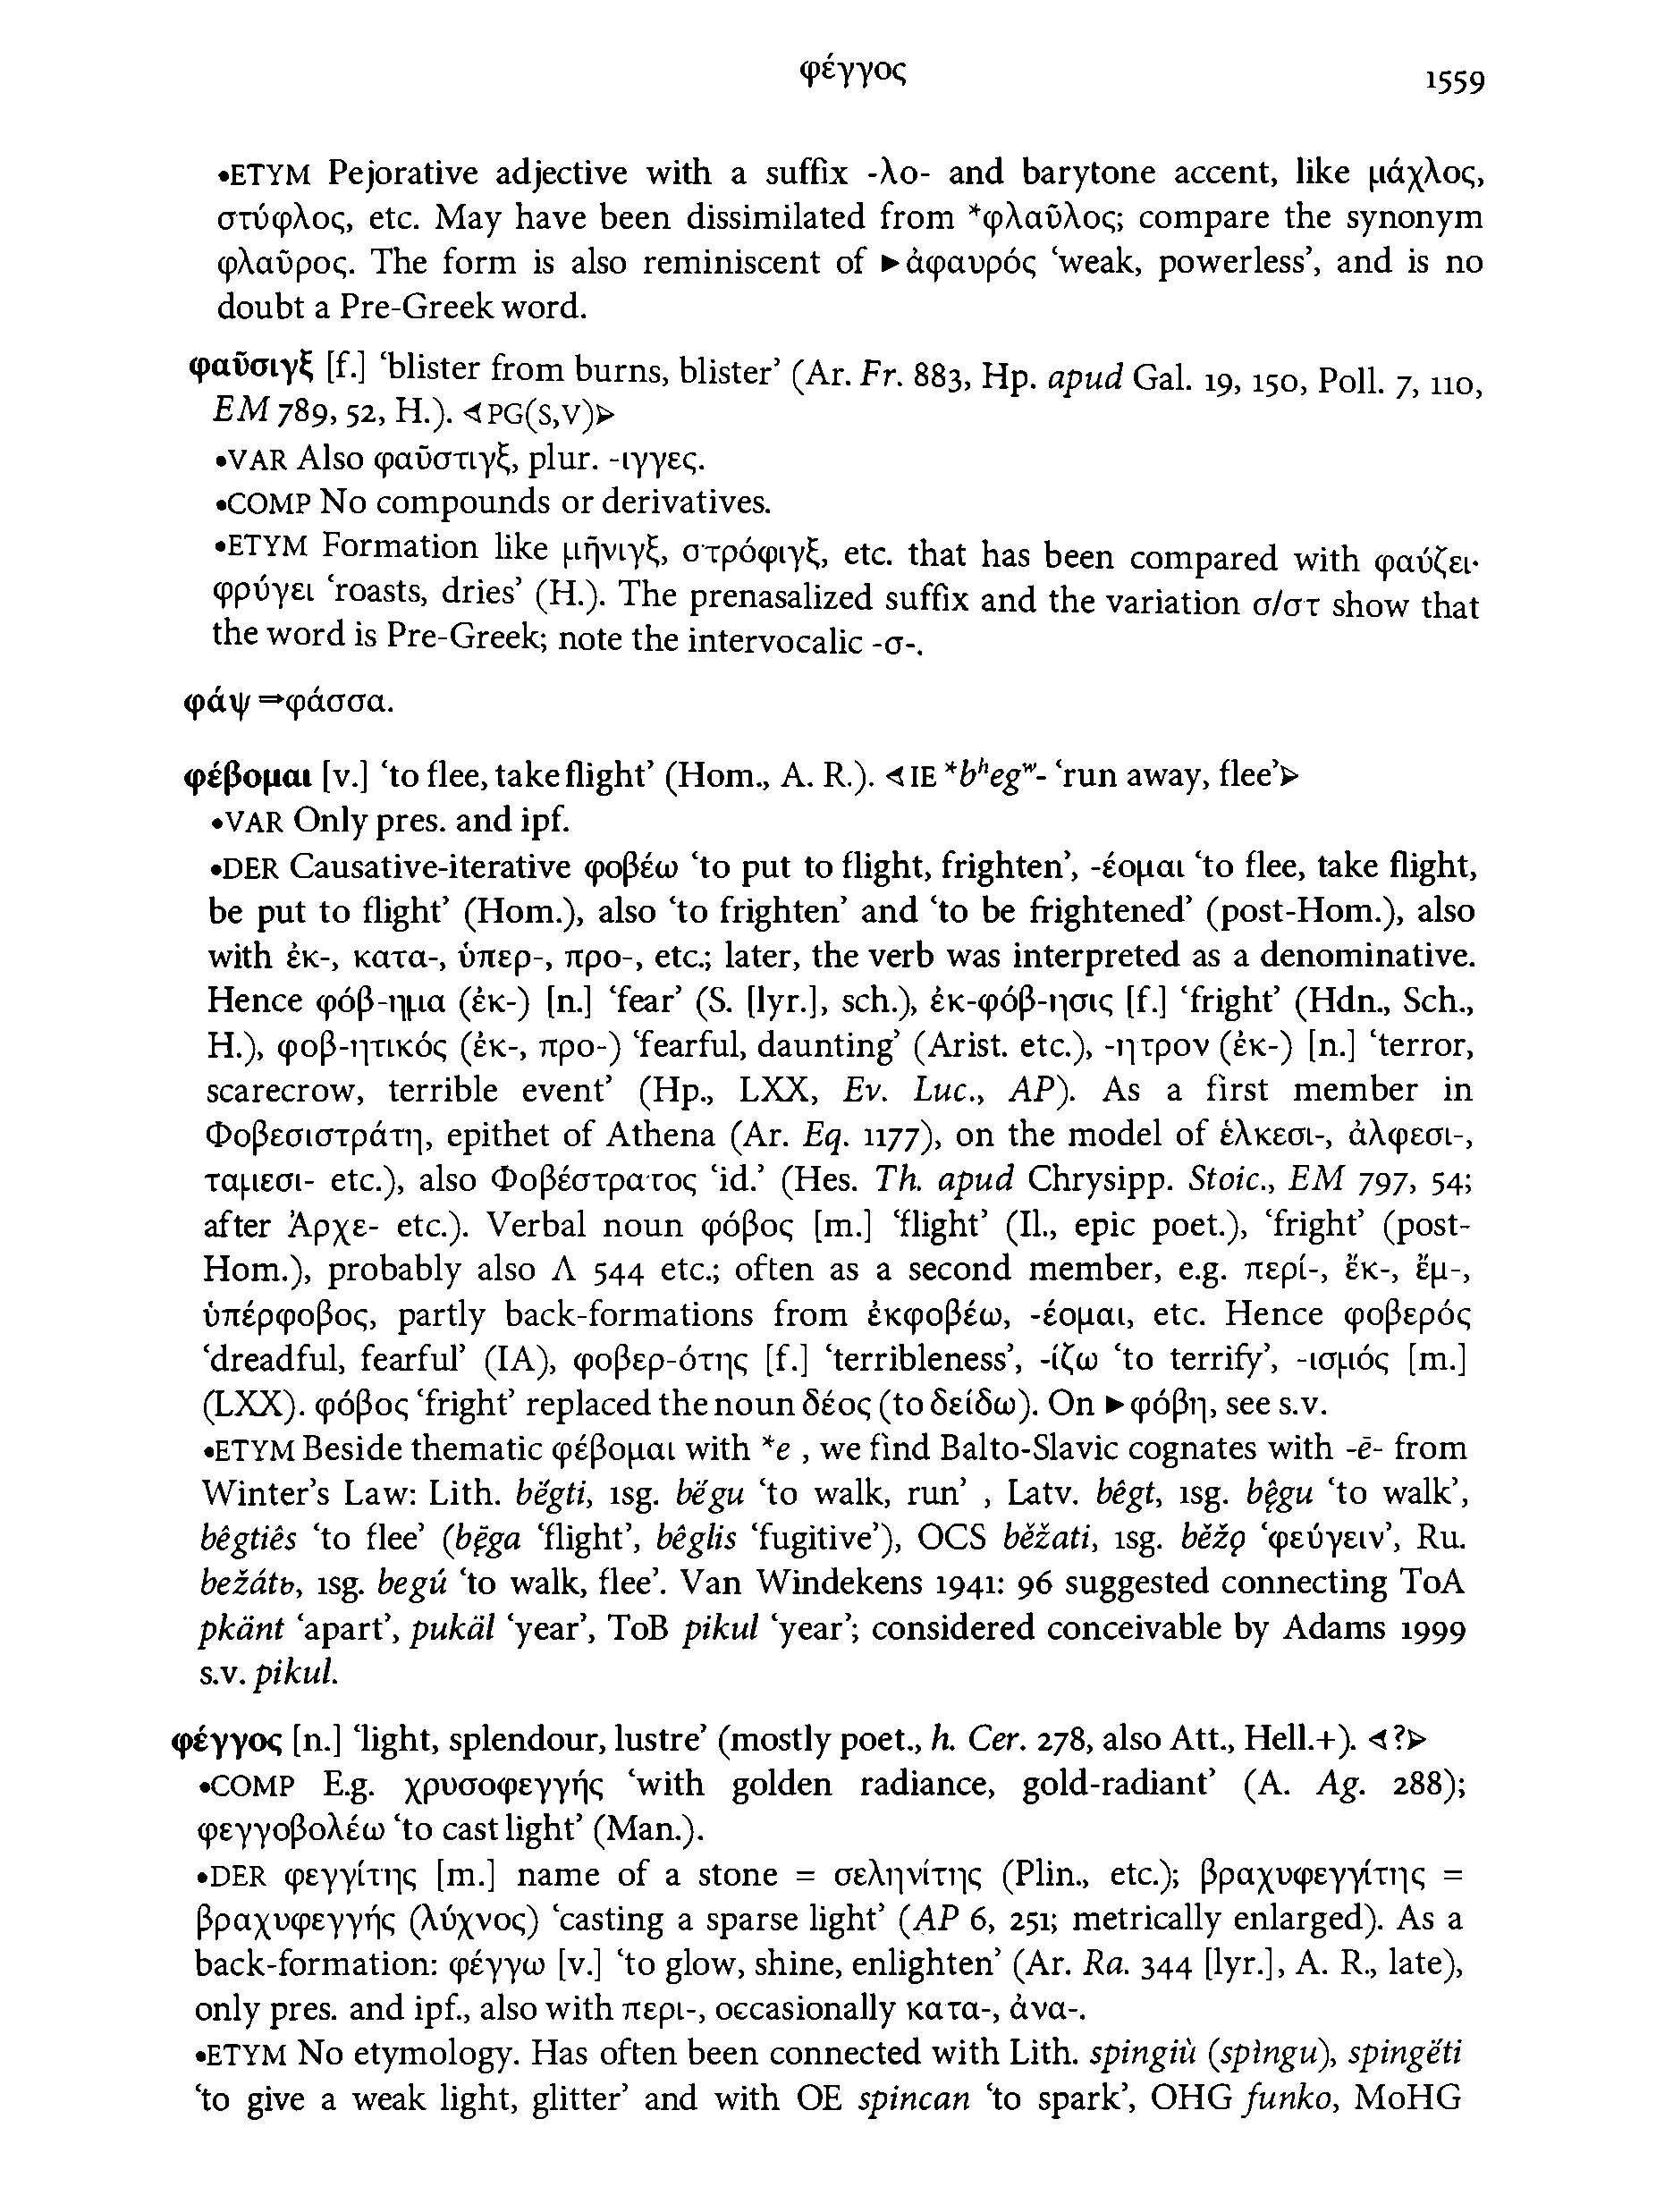 φέγγος
1559
•ETYM Pejorative adjective with a suffix -λο- and barytone accent, like μάχλος,
στύφλος, etc. May have been dissimilated from *φλαῦλος; compare the synonym
φλαῦρος. The form is also reminiscent of ►ἀφαυρός ‘weak, powerless’, and is no
doubt a Pre-Greek word.
φαῦσιγξ [f.] ‘blister from burns, blister’ (Ar. Fr. 883, Hp. apud Gal. 19, 150, Poll. 7, 110,
EM 789, 52, H.). ⊲PG(S,V)⊳
•VAR Also φαῦστιγξ, plur. -ιγγες.
•COMP No compounds or derivatives.
•ETYM Formation like μῆνιγξ, στρόφιγξ, etc. that has been compared with φαύζει·
φρύγει ‘roasts, dries’ (H.). The prenasalized suffix and the variation σ/στ show that
the word is Pre-Greek; note the intervocalic -σ-.
φάψ ⇒φάσσα.
φέβομαι [v.] ‘to flee, take flight’ (Hom., A. R.). ⊲IE *bʰegʷ- ‘run away, flee’⊳
•VAR Only pres. and ipf.
•DER Causative-iterative φοβέω ‘to put to flight, frighten’, -έομαι ‘to flee, take flight,
be put to flight’ (Hom.), also ‘to frighten’ and ‘to be frightened’ (post-Hom.), also
with ἐκ-, κατα-, ὑπερ-, προ-, etc.; later, the verb was interpreted as a denominative.
Hence φόβ-ημα (ἐκ-) [n.] ‘fear’ (S. [lyr.], sch.), ἐκ-φόβ-ησις [f.] ‘fright’ (Hdn., Sch.,
H.), φοβ-ητικός (ἐκ-, προ-) ‘fearful, daunting’ (Arist. etc.), -ητρον (ἐκ-) [n.] ‘terror,
scarecrow, terrible event’ (Hp., LXX, Ev. Luc., AP). As a first member in
Φοβεσιστράτη, epithet of Athena (Ar. Eq. 1177), on the model of ἑλκεσι-, ἀλφεσι-,
ταμεσι- etc.), also Φοβέστρατος ‘id.’ (Hes. Th. apud Chrysipp. Stoic., EM 797, 54;
after Ἀρχε- etc.). Verbal noun φόβος [m.] ‘flight’ (Il., epic poet.), ‘fright’ (post-
Hom.), probably also Λ 544 etc.; often as a second member, e.g. περί-, ἔκ-, ἔμ-,
ὑπέρφοβος, partly back-formations from ἐκφοβέω, -έομαι, etc. Hence φοβερός
‘dreadful, fearful’ (IA), φοβερ-ότης [f.] ‘terribleness’, -ίζω ‘to terrify’, -ισμός [m.]
(LXX). φόβος ‘fright’ replaced the noun δέος (to δείδω). On ►φόβη, see s.v.
•ETYM Beside thematic φέβομαι with *e , we find Balto-Slavic cognates with -ē- from
Winter’s Law: Lith. bė́gti, 1sg. bė́gu ‘to walk, run’ , Latv. bêgt, 1sg. bȩ̂gu ‘to walk’,
bêgtiês ‘to flee’ (bȩ̂ga ‘flight’, bêglis ‘fugitive’), OCS běžati, 1sg. běžǫ ‘φεύγειν’, Ru.
bežátь, 1sg. begú ‘to walk, flee’. Van Windekens 1941: 96 suggested connecting ToA
pkänt ‘apart’, pukäl ‘year’, ToB pikul ‘year’; considered conceivable by Adams 1999
s.v. pikul.
φέγγος [n.] ‘light, splendour, lustre’ (mostly poet., h. Cer. 278, also Att., Hell.+). ⊲?⊳
•COMP E.g. χρυσοφεγγής ‘with golden radiance, gold-radiant’ (A. Ag. 288);
φεγγοβολέω ‘to cast light’ (Man.).
•DER φεγγίτης [m.] name of a stone = σεληνίτης (Plin., etc.); βραχυφεγγίτης =
βραχυφεγγής (λύχνος) ‘casting a sparse light’ (AP 6, 251; metrically enlarged). As a
back-formation: φέγγω [v.] ‘to glow, shine, enlighten’ (Ar. Ra. 344 [lyr.], A. R., late),
only pres. and ipf., also with περι-, occasionally κατα-, ἀνα-.
•ETYM No etymology. Has often been connected with Lith. spingiù (spìngu), spingė́ti
‘to give a weak light, glitter’ and with OE spincan ‘to spark’, OHG funko, MoHG